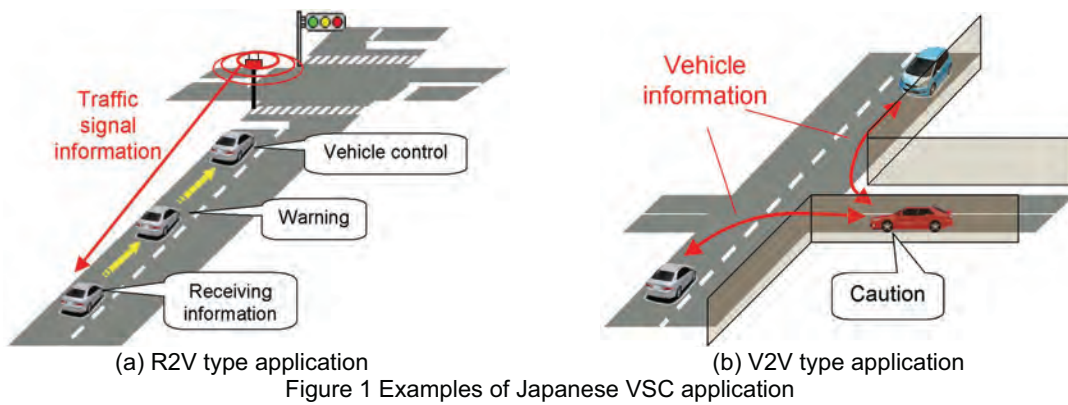 Traffic
signal
information
Vehicle control
Warning
Receiving
information
(a) R2V type application
Vehicle
information
Caution
(b) V2V type application
Figure 1 Examples of Japanese VSC application